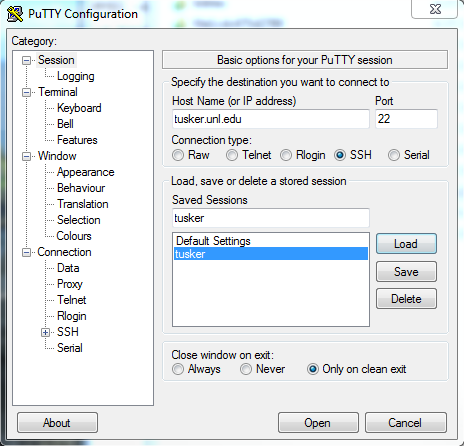 PuTTY Configuration
Category:
Session
Logging
Terminal
Keyboard
Bell
Features
Window
Appearance
Behaviour
Translation
Selection
Colours
Connection
Data
Proxy
Telnet
Rlogin
SSH
Serial
Basic options for your PuTTY session
Specify the destination you want to connect to
Host Name (or IP address) Port
tusker.unl.edu 22
Connection type:
Raw Telnet Rlogin SSH Serial
Load, save or delete a stored session
Saved Sessions
tusker
Default Settings
tusker
Load
Save
Delete
Close window on exit:
Always Never Only on clean exit
About Open Cancel